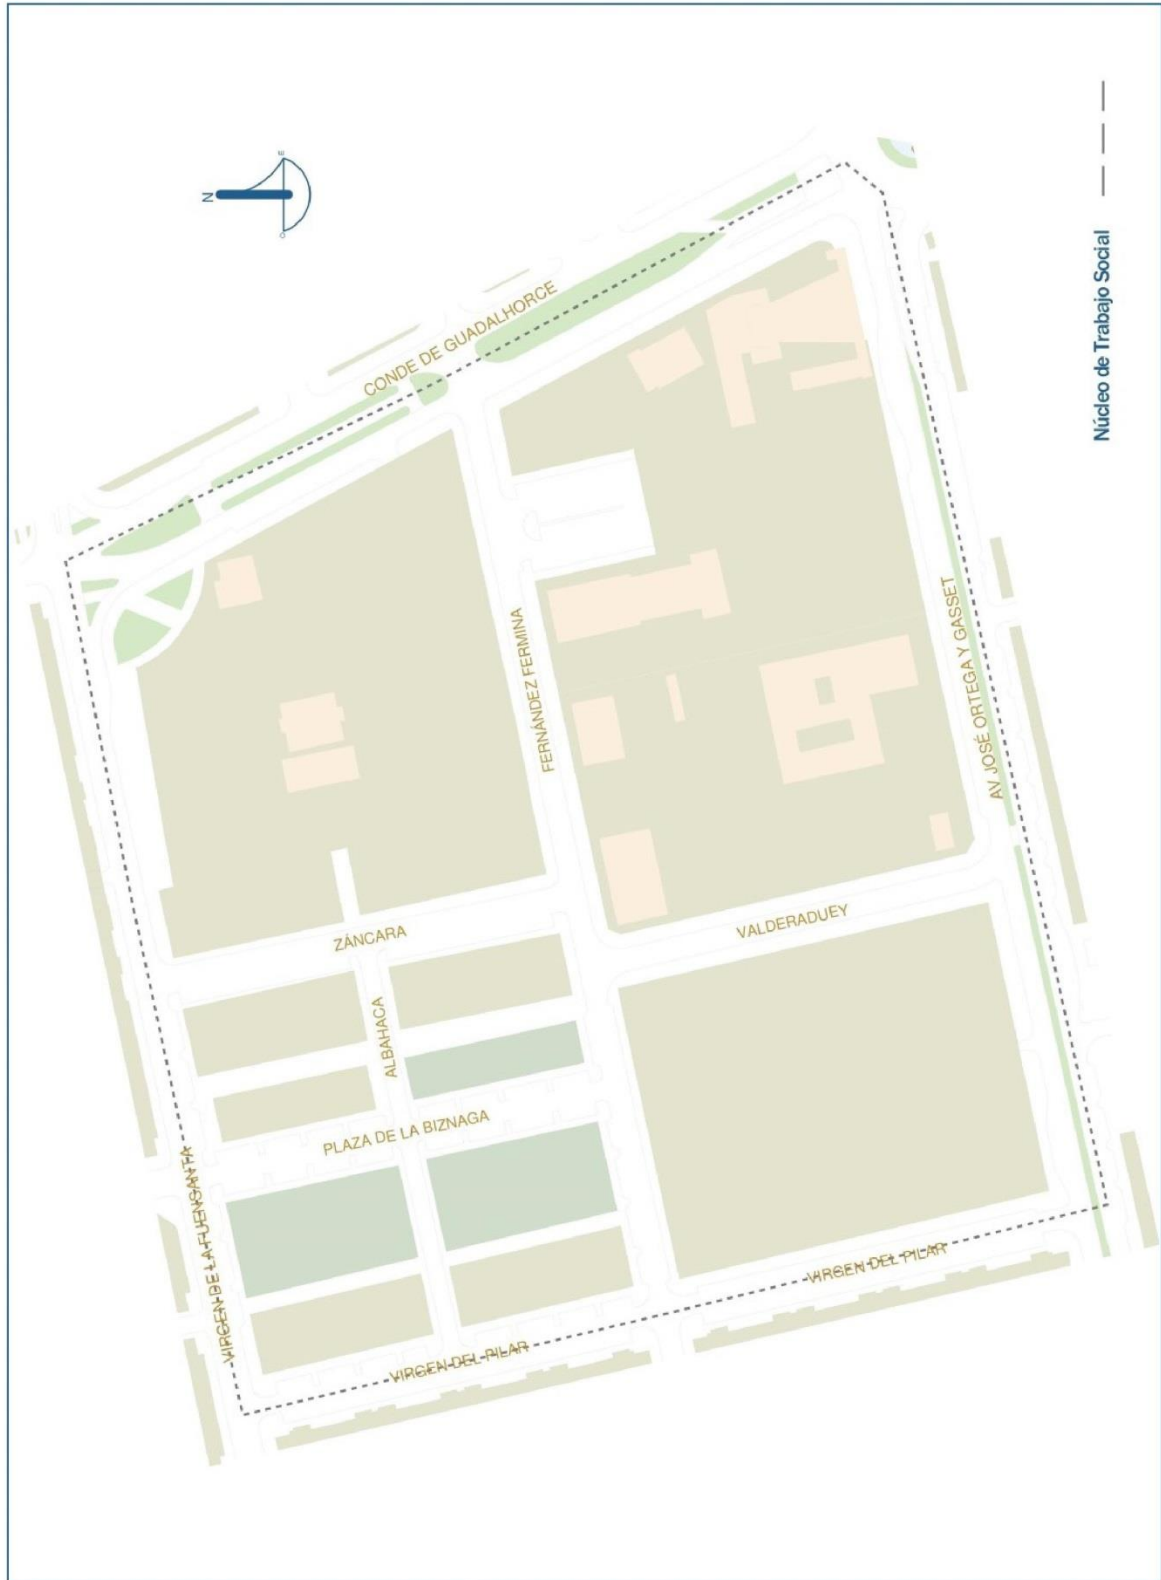 N
E
O
CONDE DE GUADALHORCE
Núcleo de Trabajo Social
FERNÁNDEZ FERMINA
AV JOSÉ ORTEGA Y GASSET
ZÁNCARA
VALDERADUEY
ALBAHACA
PLAZA DE LA BIZNAGA
VIRGEN DE LA FUENSANTA
VIRGEN DEL PILAR
VIRGEN DEL PILAR